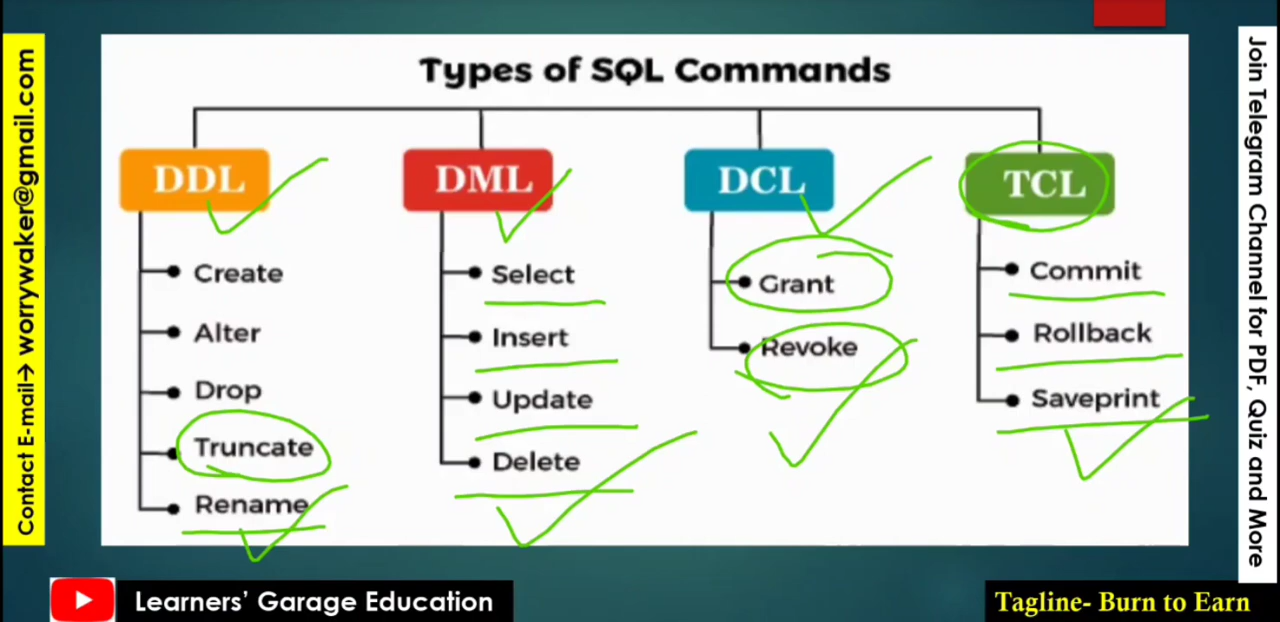 Types of SQL Commands
DDL
Create
Alter
Drop
Truncate
Rename
DML
Select
Insert
Update
Delete
DCL
Grant
Revoke
TCL
Commit
Rollback
Saveprint
Contact E-mail→ worrywaker@gmail.com
Join Telegram Channel for PDF, Quiz and More
Learners’ Garage Education
Tagline- Burn to Earn